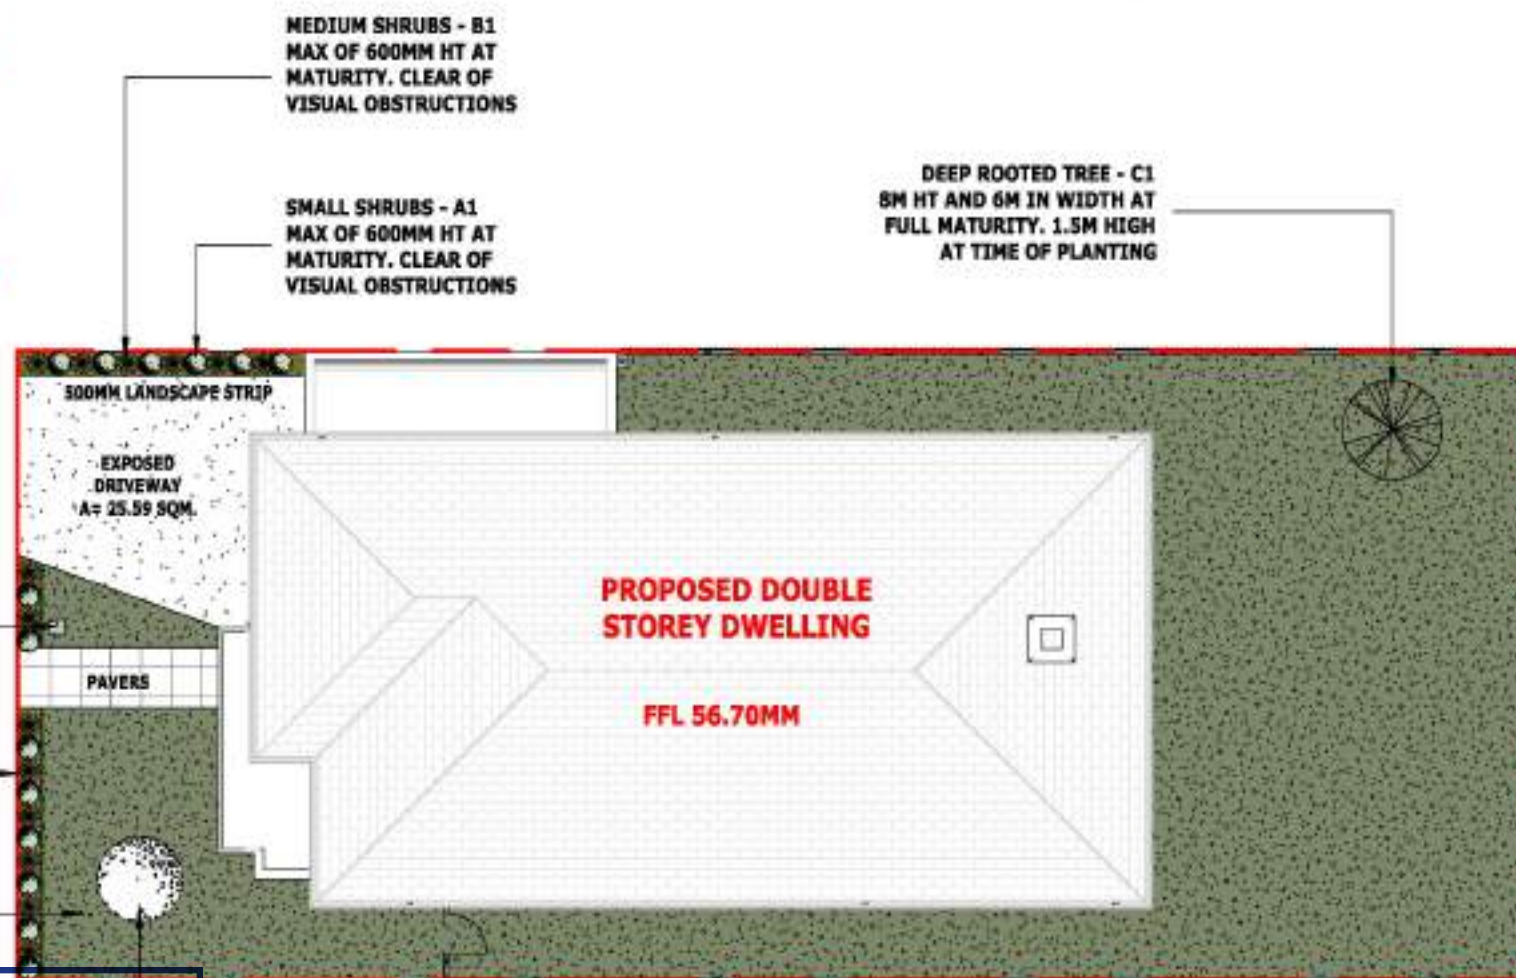 MEDIUM SHRUBS - B1
MAX OF 600MM HT AT
MATURITY. CLEAR OF
VISUAL OBSTRUCTIONS
SMALL SHRUBS - A1
MAX OF 600MM HT AT
MATURITY. CLEAR OF
VISUAL OBSTRUCTIONS
DEEP ROOTED TREE - C1
8M HT AND 6M IN WIDTH AT
FULL MATURITY. 1.5M HIGH
AT TIME OF PLANTING
500MM LANDSCAPE STRIP
EXPOSED
DRIVEWAY
A= 25.59 SQM.
PROPOSED DOUBLE
STOREY DWELLING
PAVERS
FFL 56.70MM